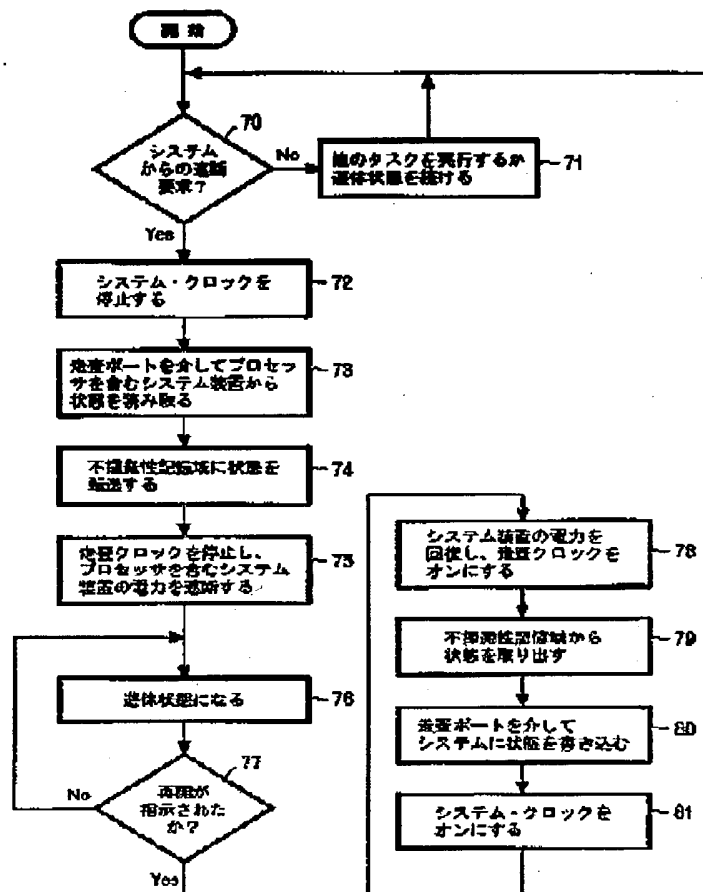 開始
70
システム
からの遮断
要求？
No
他のタスクを実行するか
遊休状態を続ける
71
Yes
システム・クロックを
停止する
72
走査ポートを介してプロセッ
サを含むシステム装置から
状態を読み取る
73
不揮発性記憶域に状態を
転送する
74
走査クロックを停止し、
プロセッサを含むシステム
装置の電力を遮断する
75
遊休状態になる
76
77
再開が
指示された
か？
No
Yes
システム装置の電力を
回復し、走査クロックを
オンにする
78
不揮発性記憶域から
状態を取り出す
79
走査ポートを介して
システムに状態を書き込む
80
システム・クロックを
オンにする
81